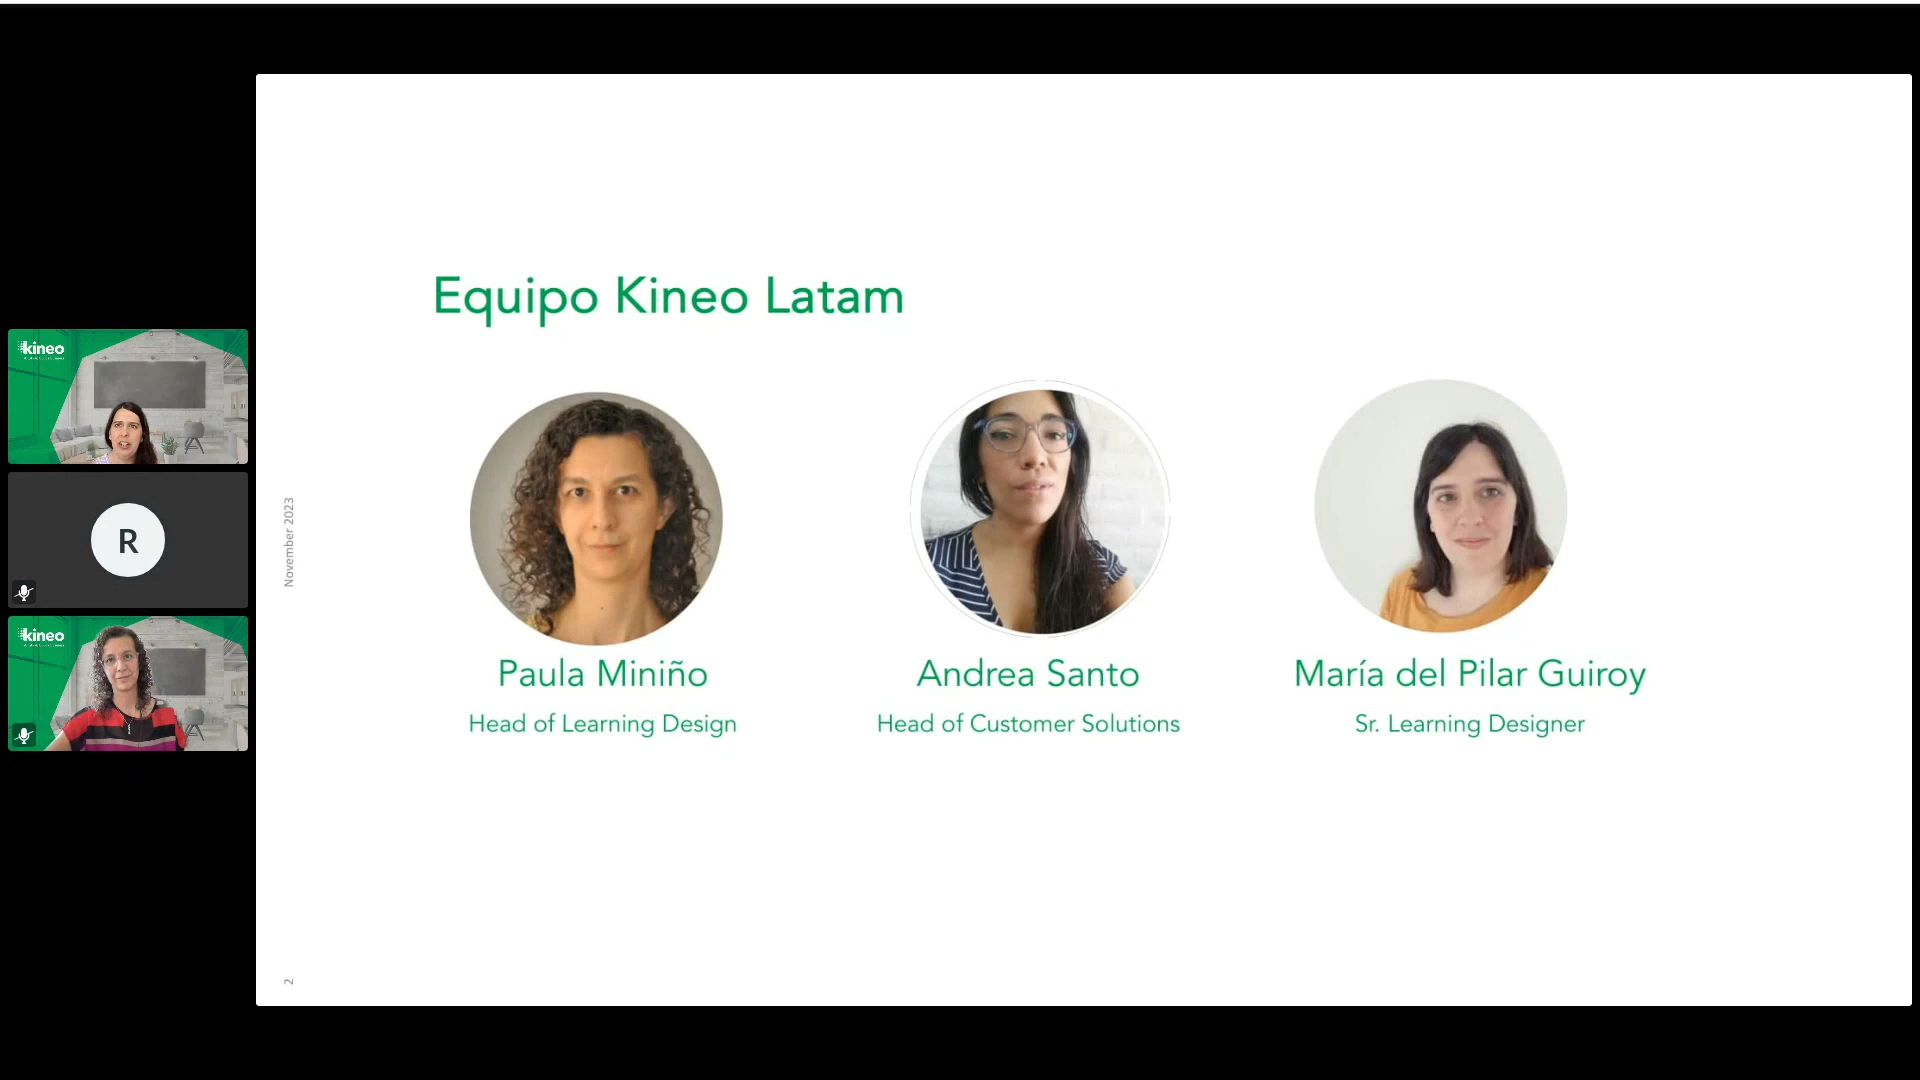 kineo
R
kineo
November 2023
2
Equipo Kineo Latam
Paula Miniño
Head of Learning Design
Andrea Santo
Head of Customer Solutions
María del Pilar Guiroy
Sr. Learning Designer